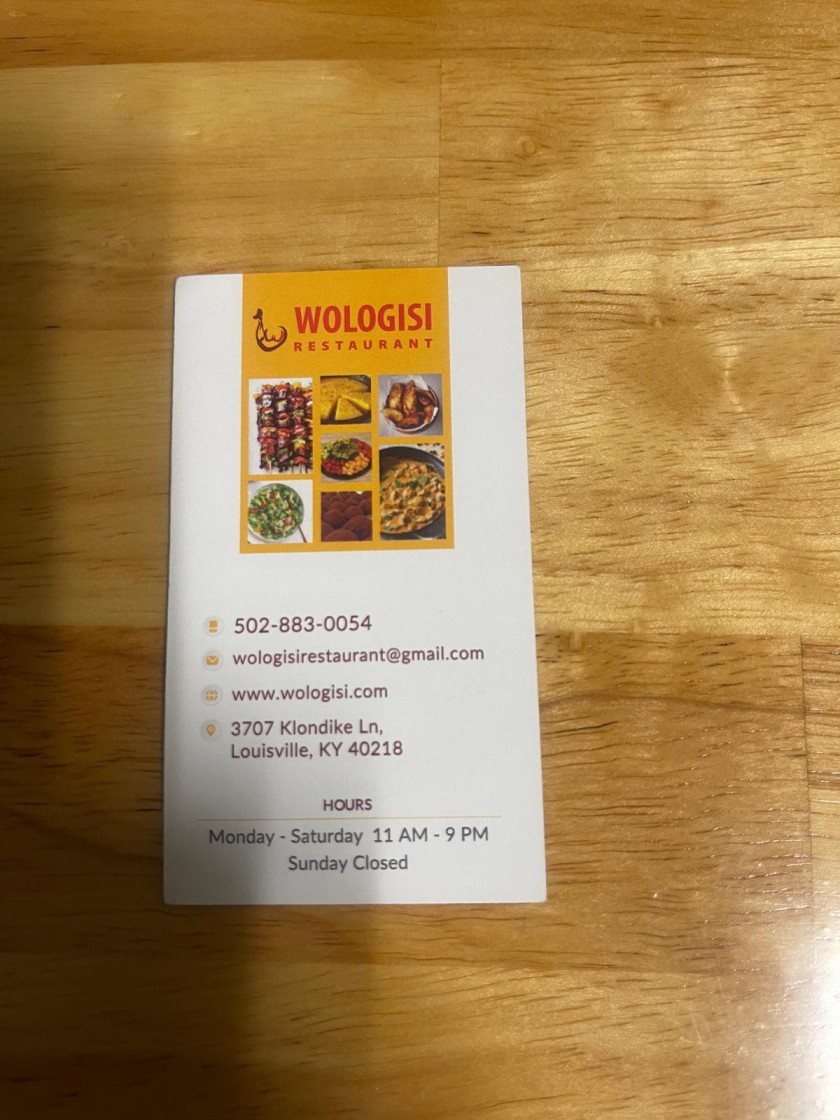 WOLOGISI
RESTAURANT
502-883-0054
wologisirestaurant@gmail.com
www.wologisi.com
3707 Klondike Ln,
Louisville, KY 40218
HOURS
Monday - Saturday 11 AM - 9 PM
Sunday Closed